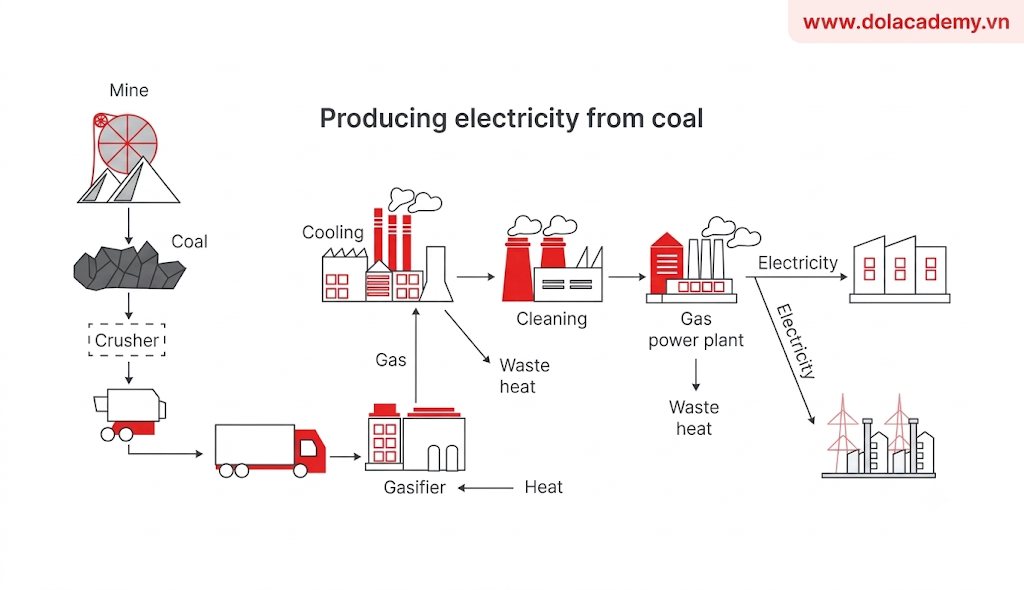 www.dolacademy.vn
Mine
Producing electricity from coal
Coal
Crusher
Cooling
Cleaning
Gas
power plant
Electricity
Electricity
Gas
Waste
heat
Waste
heat
Gasifier
Heat